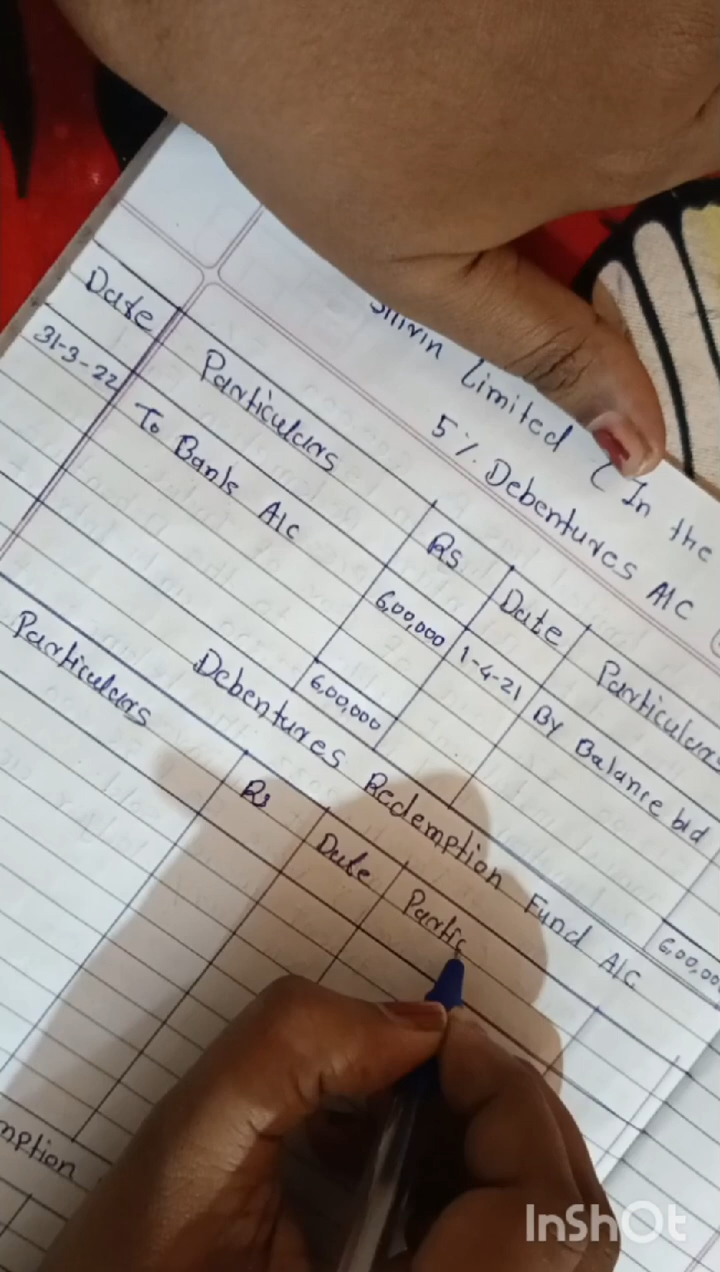 Limited (In the
5% Debentures A/C
Date Particulars Rs Date Particulars
31-3-22 To Bank A/C 6,00,000 1-4-21 By Balance b/d
6,00,000 6,00,000
Debentures Redemption Fund A/C
Particulars Rs Date Partic
mption
InShOt